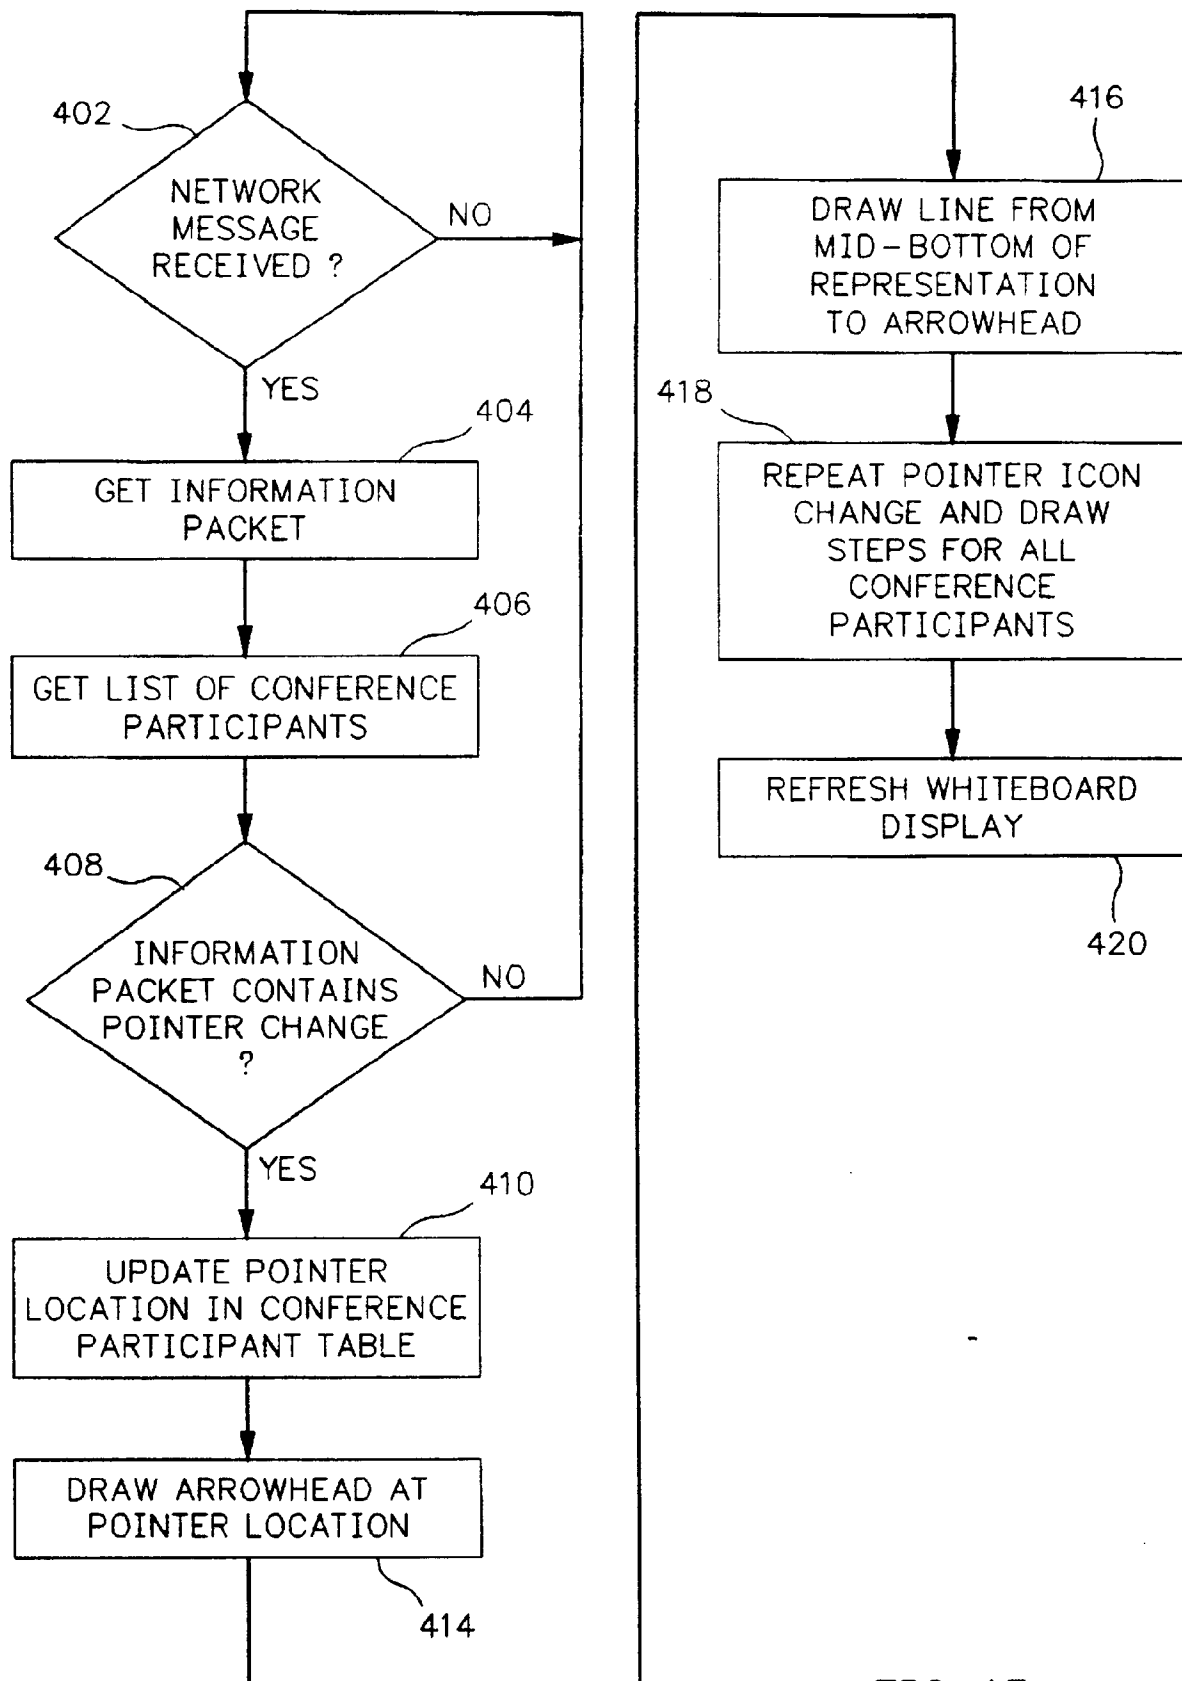 402
NETWORK
MESSAGE
RECEIVED ?
NO
YES
404
GET INFORMATION
PACKET
406
GET LIST OF CONFERENCE
PARTICIPANTS
408
INFORMATION
PACKET CONTAINS
POINTER CHANGE
?
NO
YES
410
UPDATE POINTER
LOCATION IN CONFERENCE
PARTICIPANT TABLE
DRAW ARROWHEAD AT
POINTER LOCATION
414
416
DRAW LINE FROM
MID-BOTTOM OF
REPRESENTATION
TO ARROWHEAD
418
REPEAT POINTER ICON
CHANGE AND DRAW
STEPS FOR ALL
CONFERENCE
PARTICIPANTS
REFRESH WHITEBOARD
DISPLAY
420